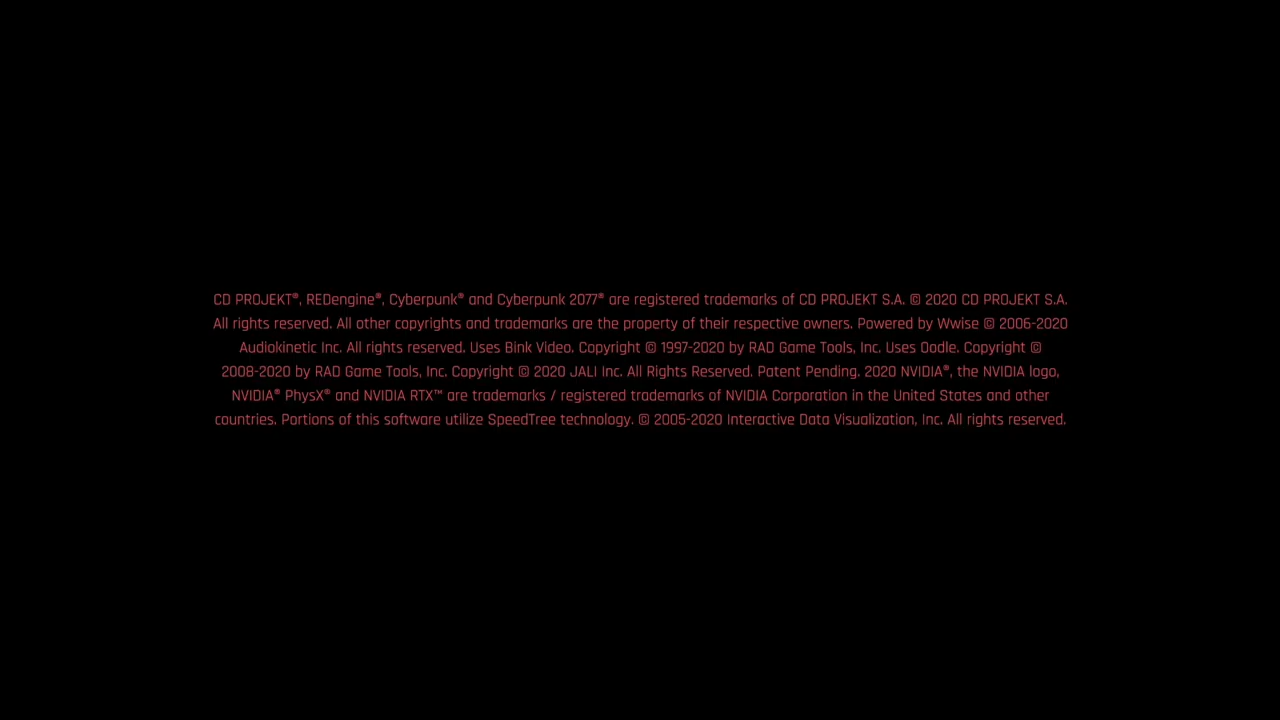 CD PROJEKT®, REDengine®, Cyberpunk® and Cyberpunk 2077® are registered trademarks of CD PROJEKT S.A. © 2020 CD PROJEKT S.A.
All rights reserved. All other copyrights and trademarks are the property of their respective owners. Powered by Wwise © 2006-2020
Audiokinetic Inc. All rights reserved. Uses Bink Video. Copyright © 1997-2020 by RAD Game Tools, Inc. Uses Oodle. Copyright ©
2008-2020 by RAD Game Tools, Inc. Copyright © 2020 JALI Inc. All Rights Reserved. Patent Pending. 2020 NVIDIA®, the NVIDIA logo,
NVIDIA® PhysX® and NVIDIA RTX™ are trademarks / registered trademarks of NVIDIA Corporation in the United States and other
countries. Portions of this software utilize SpeedTree technology. © 2005-2020 Interactive Data Visualization, Inc. All rights reserved.